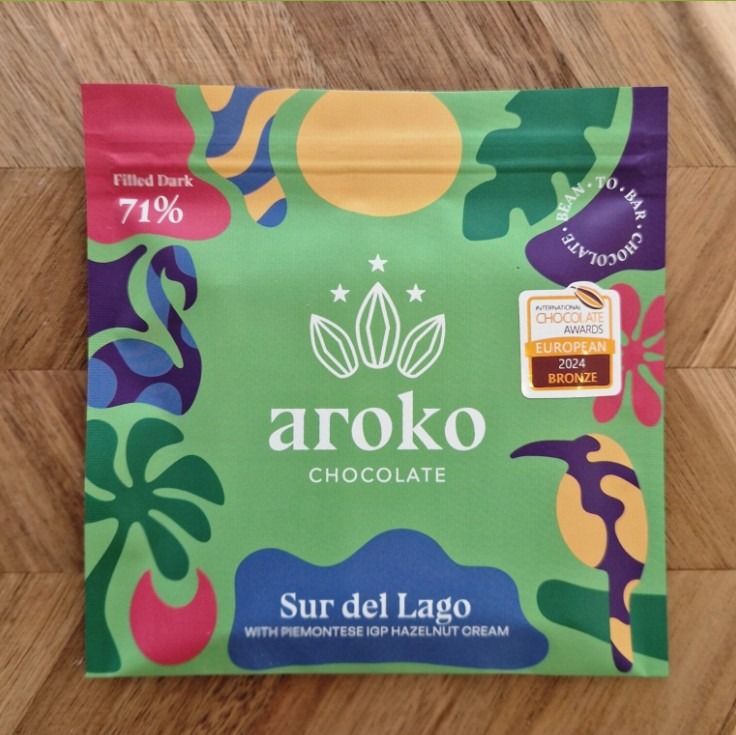 Filled Dark
71%
BEAN · TO · BAR · CHOCOLATE ·
INTERNATIONAL
CHOCOLATE
AWARDS
EUROPEAN
2024
BRONZE
aroko
CHOCOLATE
Sur del Lago
WITH PIEMONTESE IGP HAZELNUT CREAM